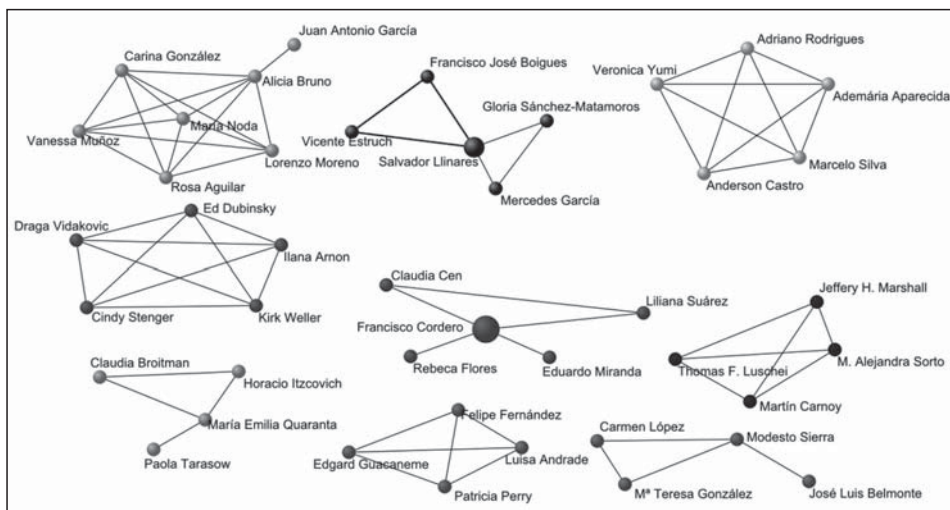 Juan Antonio García
Carina González
Alicia Bruno
María Noda
Vanessa Muñoz
Lorenzo Moreno
Rosa Aguilar
Francisco José Boigues
Gloria Sánchez-Matamoros
Vicente Estruch
Salvador Llinares
Mercedes García
Adriano Rodrigues
Veronica Yumi
Ademária Aparecida
Marcelo Silva
Anderson Castro
Ed Dubinsky
Draga Vidakovic
Ilana Arnon
Cindy Stenger
Kirk Weller
Claudia Cen
Liliana Suárez
Francisco Cordero
Rebeca Flores
Eduardo Miranda
Jeffery H. Marshall
Thomas F. Luschei
M. Alejandra Sorto
Martín Carnoy
Claudia Broitman
Horacio Itzcovich
María Emilia Quaranta
Paola Tarasow
Felipe Fernández
Edgard Guacaneme
Luisa Andrade
Patricia Perry
Carmen López
Modesto Sierra
Mª Teresa González
José Luis Belmonte